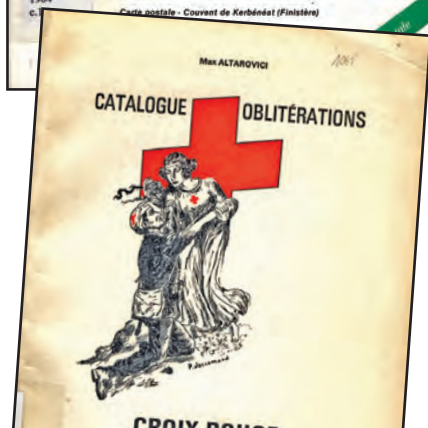 Carte postale - Couvent de Kerbénéat (Finistère)
Max ALTAROVICI
CATALOGUE OBLITÉRATIONS
CROIX ROUGE